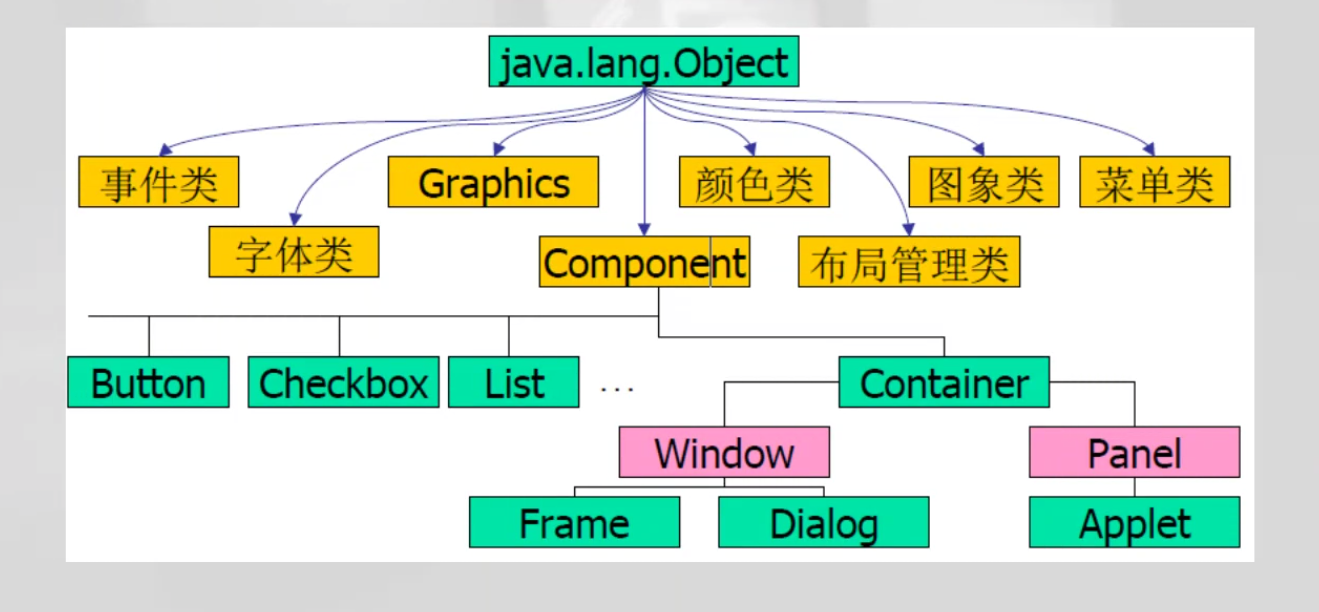 java.lang.Object
事件类
Graphics
颜色类
图象类
菜单类
字体类
Component
布局管理类
Button
Checkbox
List
...
Container
Window
Panel
Frame
Dialog
Applet